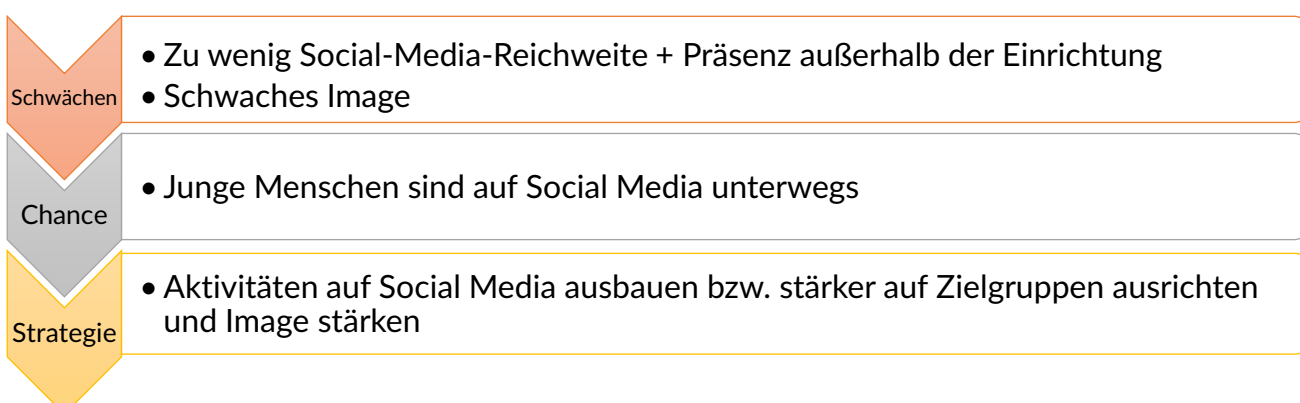 Schwächen
• Zu wenig Social-Media-Reichweite + Präsenz außerhalb der Einrichtung
• Schwaches Image
Chance
• Junge Menschen sind auf Social Media unterwegs
Strategie
• Aktivitäten auf Social Media ausbauen bzw. stärker auf Zielgruppen ausrichten
und Image stärken